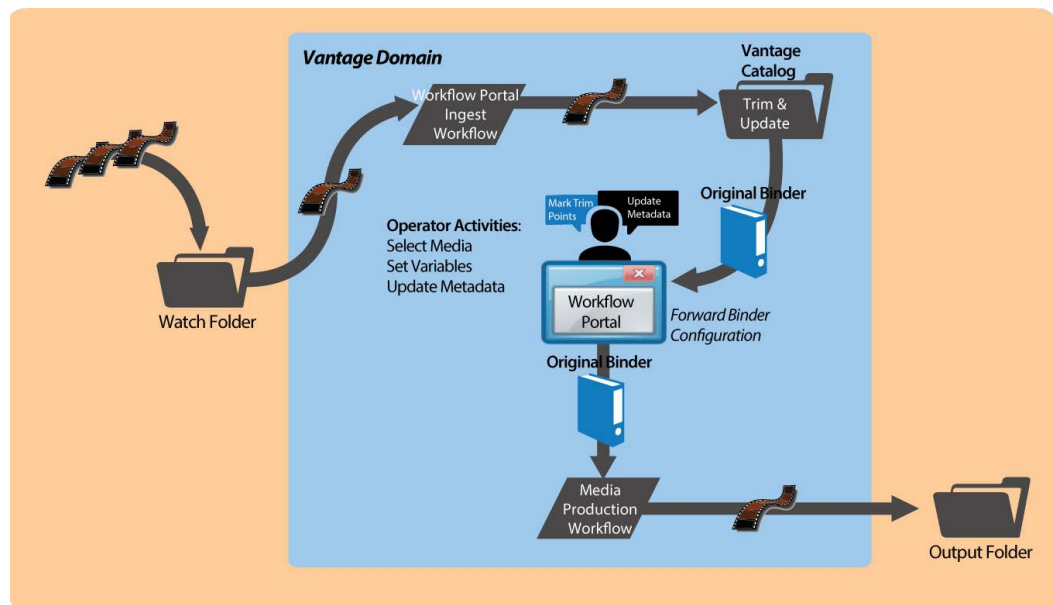 Vantage Domain
Vantage
Catalog
Workflow Portal
Ingest
Workflow
Trim &
Update
Mark Trim
Points
Update
Metadata
Original Binder
Operator Activities:
Select Media
Set Variables
Update Metadata
Watch Folder
Workflow
Portal
Forward Binder
Configuration
Original Binder
Media
Production
Workflow
Output Folder